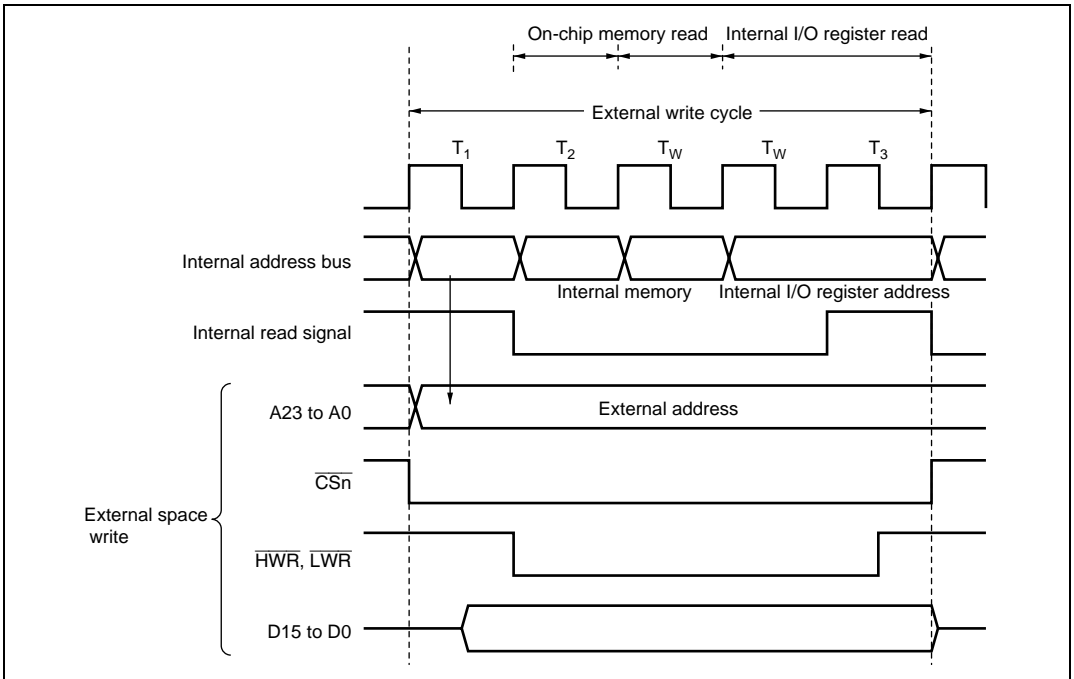 On-chip memory read Internal I/O register read
External write cycle
T1 T2 TW TW T3
Internal address bus
Internal memory Internal I/O register address
Internal read signal
A23 to A0 External address
CSn
External space
write
HWR, LWR
D15 to D0